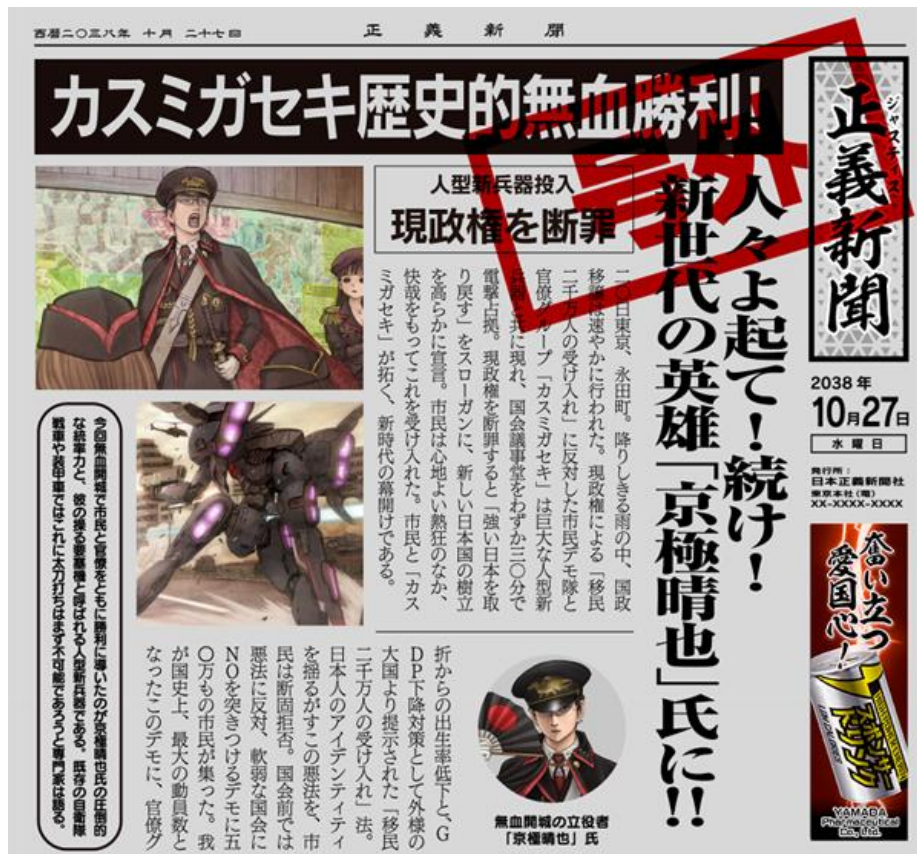 西暦二〇三八年 十月 二十七日
正義新聞
カスミガセキ歴史的無血勝利!
号外
正義新聞
ジャスティス
2038年
10月27日
水曜日
発行所:
日本正義新聞社
東京本社(電)
XX-XXXX-XXXX
人々よ起て!続け!
新世代の英雄「京極晴也」氏に!!
人型新兵器投入
現政権を断罪
二〇日東京、永田町。降りしきる雨の中、国政
移譲は速やかに行われた。現政権による「移民
二千万人の受け入れ」に反対した市民デモ隊と
官僚グループ「カスミガセキ」は巨大な人型新
兵器と共に現れ、国会議事堂をわずか三〇分で
電撃占拠。現政権を断罪すると「強い日本を取
り戻す」をスローガンに、新しい日本国の樹立
を高らかに宣言。市民は心地よい熱狂のなか、
快哉をもってこれを受け入れた。市民と「カス
ミガセキ」が拓く、新時代の幕開けである。
今回無血開城で市民と官僚をともに勝利に導いたのが京極晴也氏の圧倒的
な統率力と、彼の操る要塞機と呼ばれる人型新兵器である。既存の自衛隊
戦車や装甲車ではこれに太刀打ちはまず不可能であろうと専門家は語る。
無血開城の立役者
「京極晴也」氏
折からの出生率低下と、G
DP下降対策として外様の
大国より提示された「移民
二千万人の受け入れ」法。
日本人のアイデンティティ
を揺るがすこの悪法を、市
民は断固拒否。国会前では
悪法に反対、軟弱な国会に
NOを突きつけるデモに五
〇万もの市民が集った。我
が国史上、最大の動員数と
なったこのデモに、官僚グ
奮い立つ
愛国心!
YAMADA
Pharmaceutical
Co., Ltd.